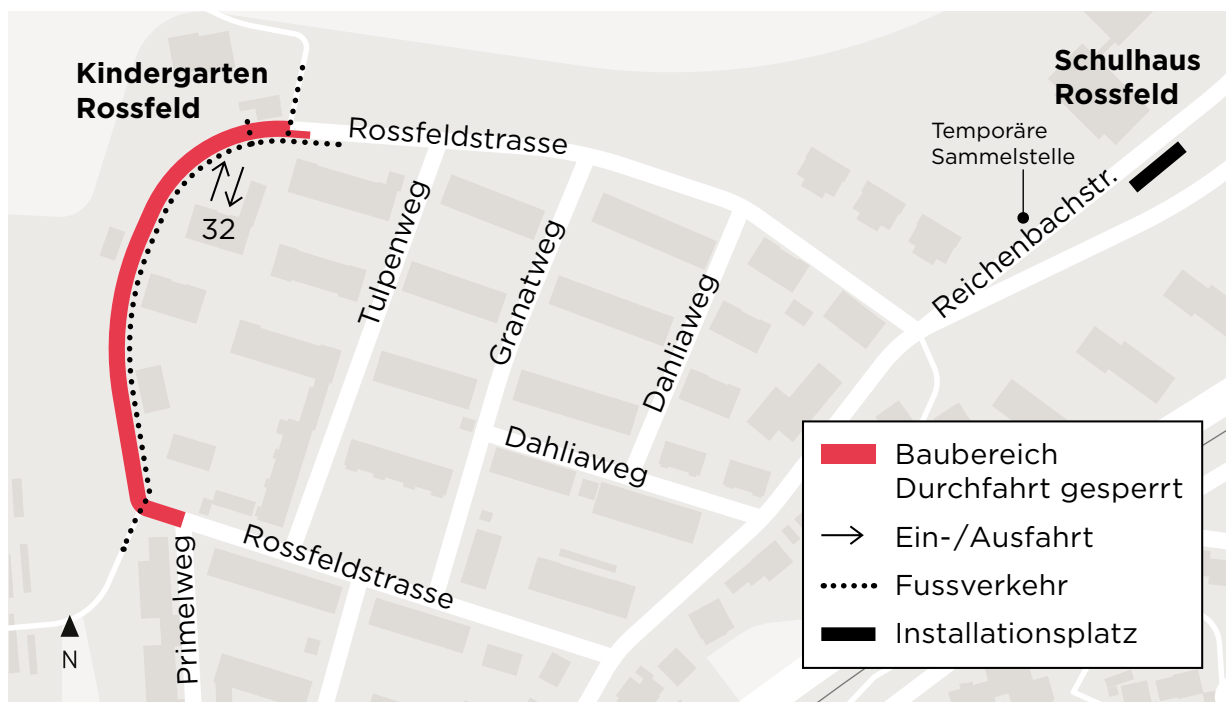 Kindergarten
Rossfeld
Schulhaus
Rossfeld
Rossfeldstrasse
Temporäre
Sammelstelle
Reichenbachstr.
32
Tulpenweg
Granatweg
Dahliaweg
Dahliaweg
Rossfeldstrasse
Primelweg
N
Baubereich
Durchfahrt gesperrt
Ein-/Ausfahrt
Fussverkehr
Installationsplatz